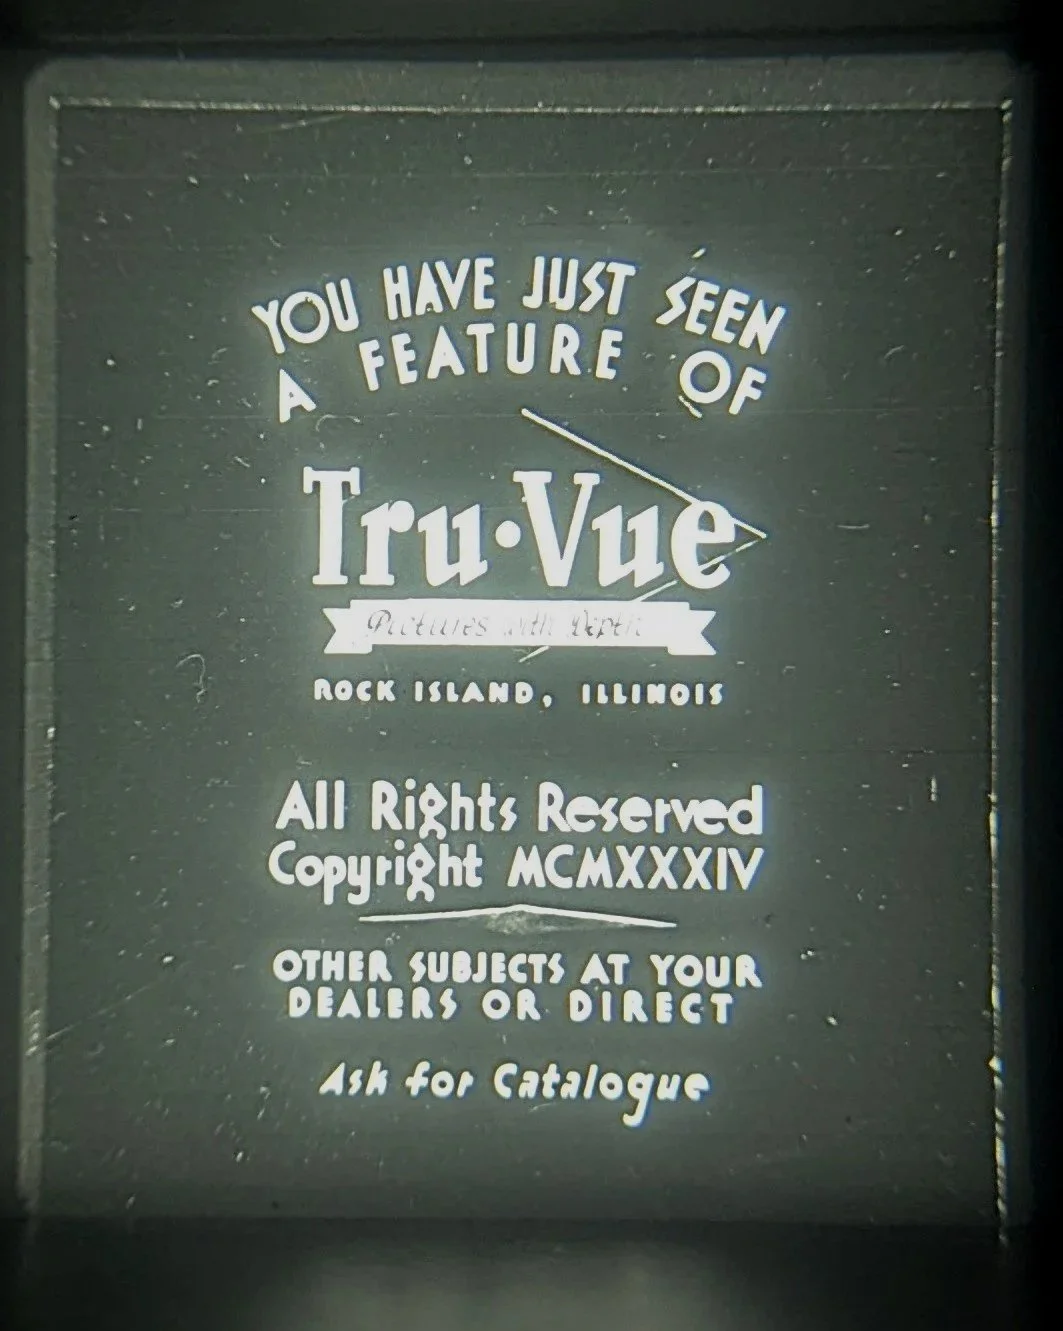 YOU HAVE JUST SEEN
A FEATURE OF
Tru·Vue
Pictures with Depth
ROCK ISLAND, ILLINOIS
All Rights Reserved
Copyright MCMXXXIV
OTHER SUBJECTS AT YOUR
DEALERS OR DIRECT
Ask for Catalogue